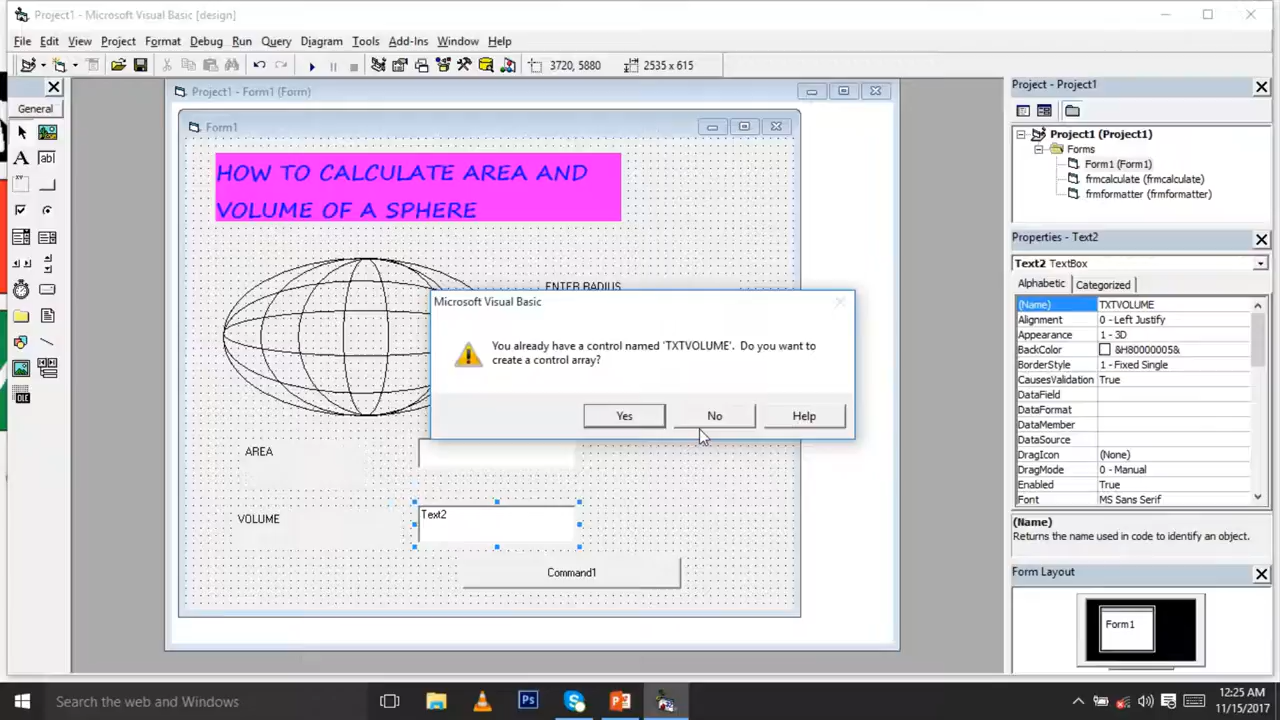 Project1 - Microsoft Visual Basic [design]
File Edit View Project Format Debug Run Query Diagram Tools Add-Ins Window Help
3720, 5880 2535 x 615
General
A
ab|
OLE
Project1 - Form1 (Form)
Form1
HOW TO CALCULATE AREA AND
VOLUME OF A SPHERE
ENTER RADIUS
Microsoft Visual Basic
You already have a control named 'TXTVOLUME'. Do you want to
create a control array?
Yes No Help
AREA
VOLUME
Text2
Command1
Project - Project1
Project1 (Project1)
Forms
Form1 (Form1)
frmcalculate (frmcalculate)
frmformatter (frmformatter)
Properties - Text2
Text2 TextBox
Alphabetic Categorized
(Name) TXTVOLUME
Alignment 0 - Left Justify
Appearance 1 - 3D
BackColor &H80000005&
BorderStyle 1 - Fixed Single
CausesValidation True
DataField
DataFormat
DataMember
DataSource
DragIcon (None)
DragMode 0 - Manual
Enabled True
Font MS Sans Serif
(Name)
Returns the name used in code to identify an object.
Form Layout
Form1
Search the web and Windows
Ps
12:25 AM
11/15/2017